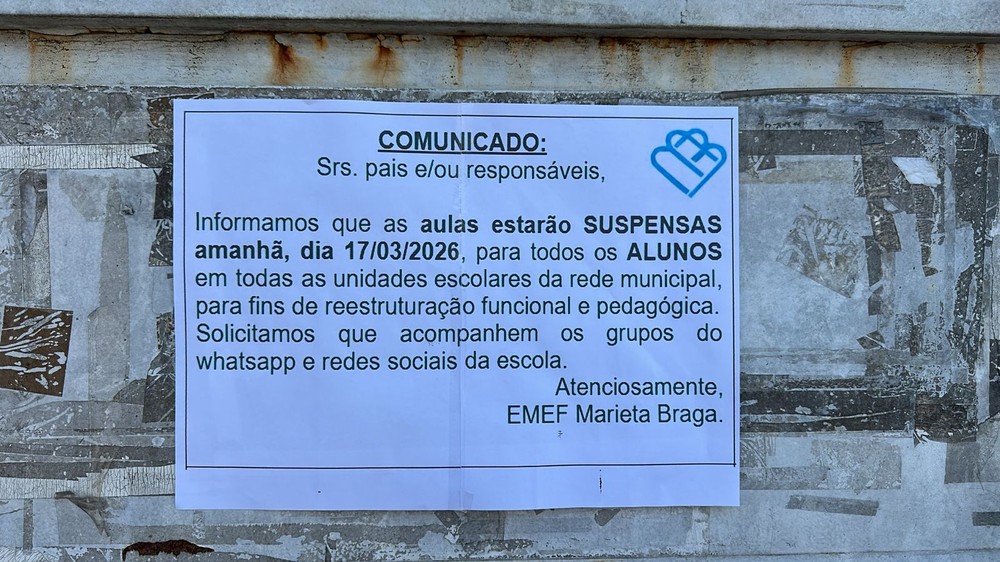 COMUNICADO:
Srs. pais e/ou responsáveis,
Informamos que as aulas estarão SUSPENSAS
amanhã, dia 17/03/2026, para todos os ALUNOS
em todas as unidades escolares da rede municipal,
para fins de reestruturação funcional e pedagógica.
Solicitamos que acompanhem os grupos do
whatsapp e redes sociais da escola.
Atenciosamente,
EMEF Marieta Braga.